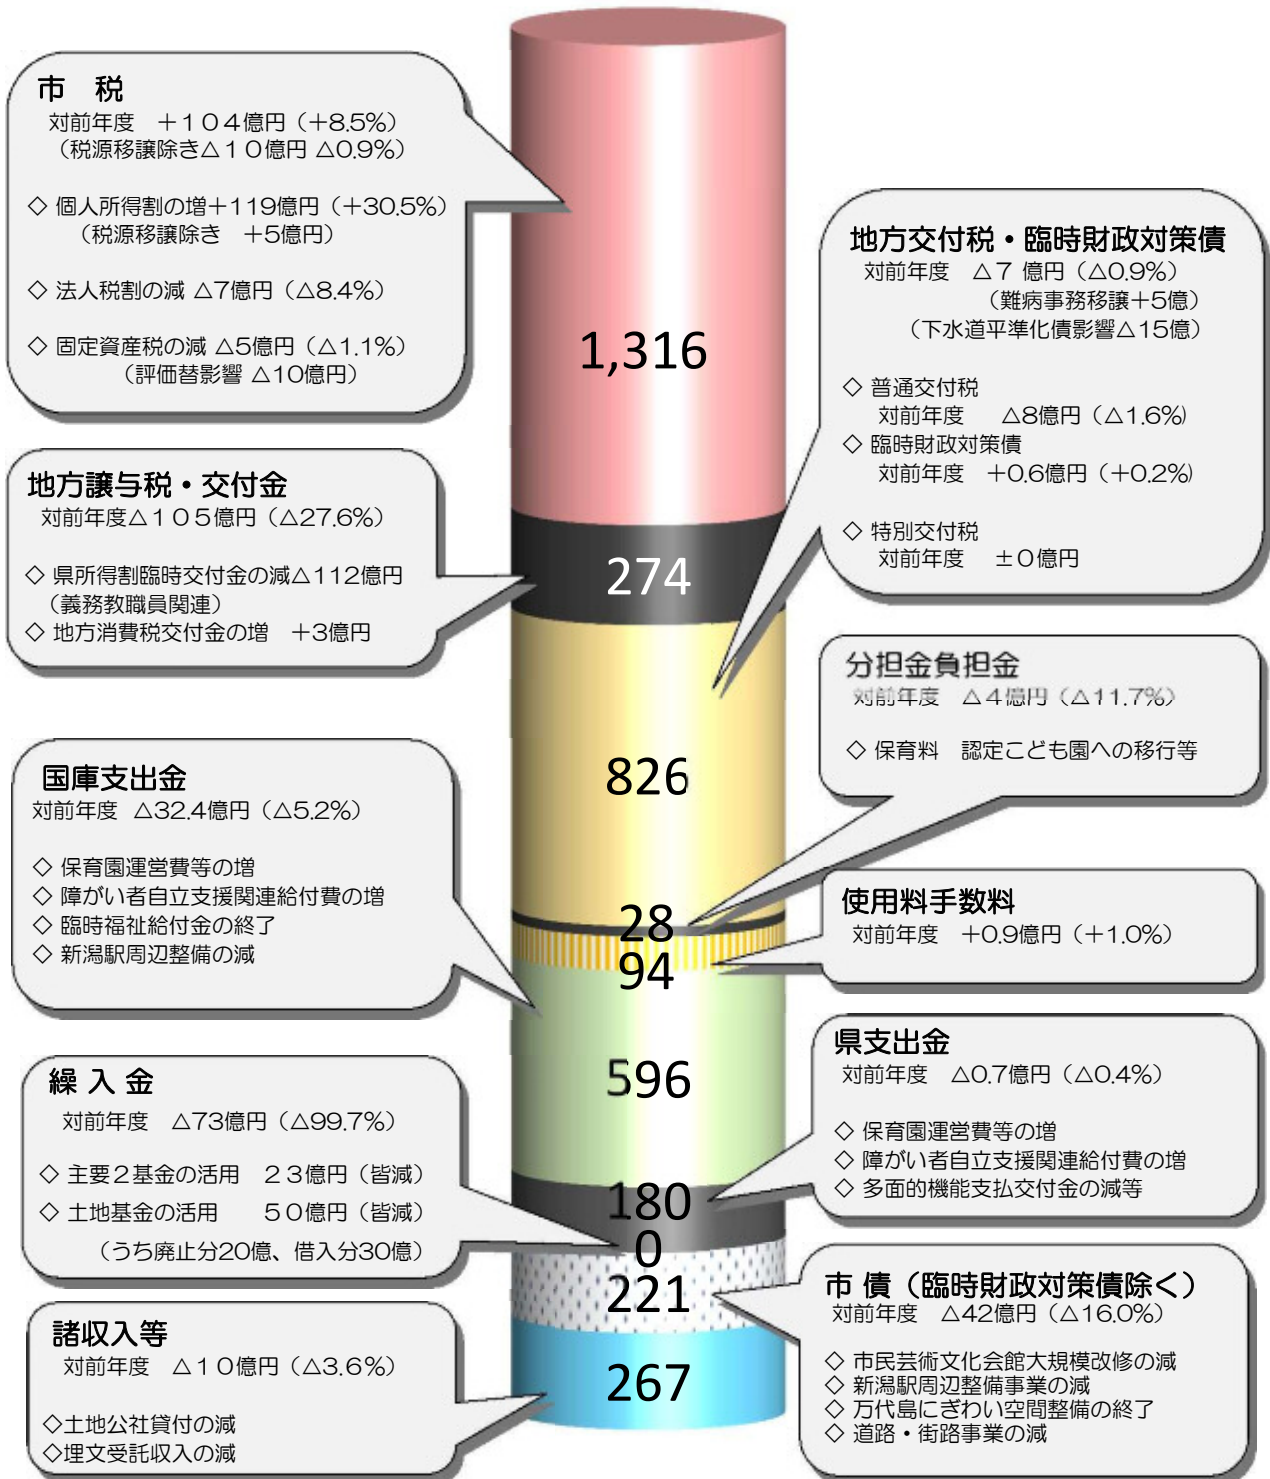 市　税
対前年度　＋１０４億円（+8.5%）
（税源移譲除き△１０億円 △0.9%）
◇ 個人所得割の増+119億円（+30.5%）
（税源移譲除き　+5億円）
◇ 法人税割の減 △7億円（△8.4%）
◇ 固定資産税の減 △5億円（△1.1%）
（評価替影響 △10億円）
1,316
地方交付税・臨時財政対策債
対前年度　△７ 億円（△0.9%）
（難病事務移譲+5億）
（下水道平準化債影響△15億）
◇ 普通交付税
対前年度　△8億円（△1.6%)
◇ 臨時財政対策債
対前年度　+0.6億円（+0.2%)
◇ 特別交付税
対前年度　±０億円
地方譲与税・交付金
対前年度△１０５億円（△27.6%）
◇ 県所得割臨時交付金の減△112億円
（義務教職員関連）
◇ 地方消費税交付金の増　+3億円
274
826
分担金負担金
対前年度　△４億円（△11.7%）
◇ 保育料　認定こども園への移行等
28
国庫支出金
対前年度　△32.4億円（△5.2%）
◇ 保育園運営費等の増
◇ 障がい者自立支援関連給付費の増
◇ 臨時福祉給付金の終了
◇ 新潟駅周辺整備の減
使用料手数料
対前年度　+0.9億円（+1.0%）
94
596
県支出金
対前年度　△0.7億円（△0.4%）
◇ 保育園運営費等の増
◇ 障がい者自立支援関連給付費の増
◇ 多面的機能支払交付金の減等
180
繰 入 金
対前年度　△73億円（△99.7%）
◇ 主要２基金の活用　２３億円（皆減）
◇ 土地基金の活用　５０億円（皆減）
（うち廃止分20億、借入分30億）
0
221
市 債（臨時財政対策債除く）
対前年度　△42億円（△16.0%）
◇ 市民芸術文化会館大規模改修の減
◇ 新潟駅周辺整備事業の減
◇ 万代島にぎわい空間整備の終了
◇ 道路・街路事業の減
諸収入等
対前年度　△１０億円（△3.6%）
◇土地公社貸付の減
◇埋文受託収入の減
267